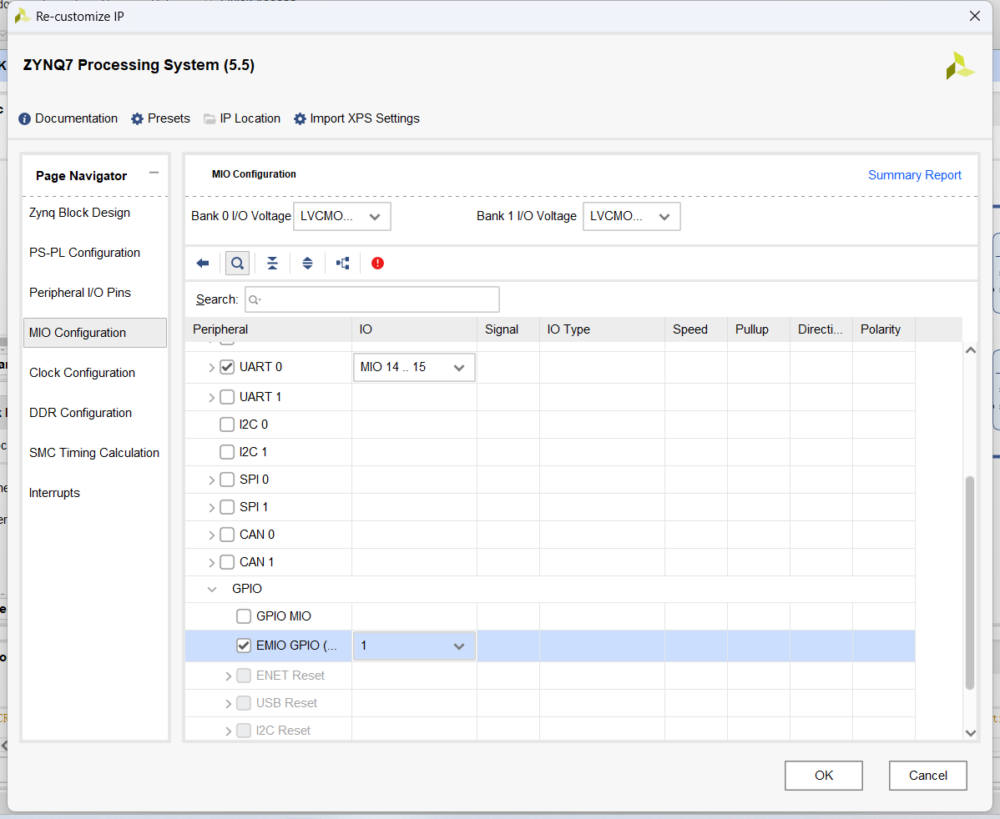 Re-customize IP
ZYNQ7 Processing System (5.5)
Documentation Presets IP Location Import XPS Settings
Page Navigator
Zynq Block Design
PS-PL Configuration
Peripheral I/O Pins
MIO Configuration
Clock Configuration
DDR Configuration
SMC Timing Calculation
Interrupts
MIO Configuration Summary Report
Bank 0 I/O Voltage LVCMO... Bank 1 I/O Voltage LVCMO...
Search:
Peripheral IO Signal IO Type Speed Pullup Directi... Polarity
UART 0 MIO 14 .. 15
UART 1
I2C 0
I2C 1
SPI 0
SPI 1
CAN 0
CAN 1
GPIO
GPIO MIO
EMIO GPIO (... 1
ENET Reset
USB Reset
I2C Reset
OK Cancel